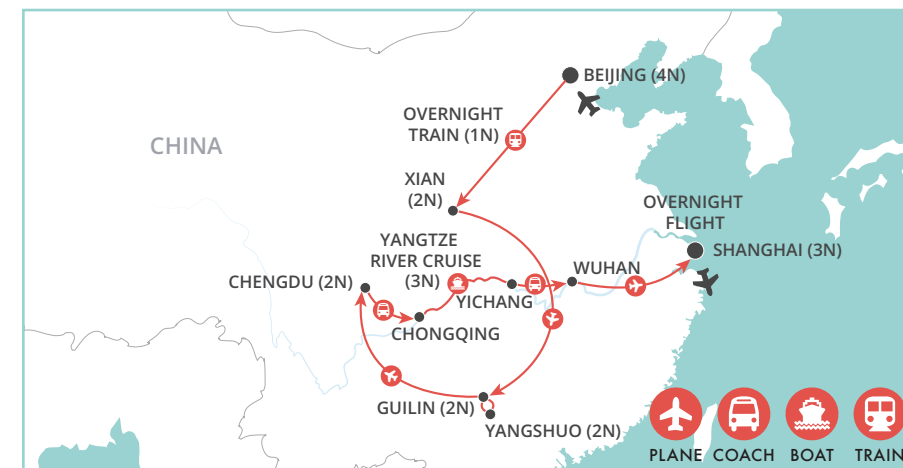 BEIJING (4N)
OVERNIGHT
TRAIN (1N)
CHINA
XIAN
(2N)
OVERNIGHT
FLIGHT
SHANGHAI (3N)
YANGTZE
RIVER CRUISE
(3N)
WUHAN
CHENGDU (2N)
YICHANG
CHONGQING
GUILIN (2N)
YANGSHUO (2N)
PLANE
COACH
BOAT
TRAIN